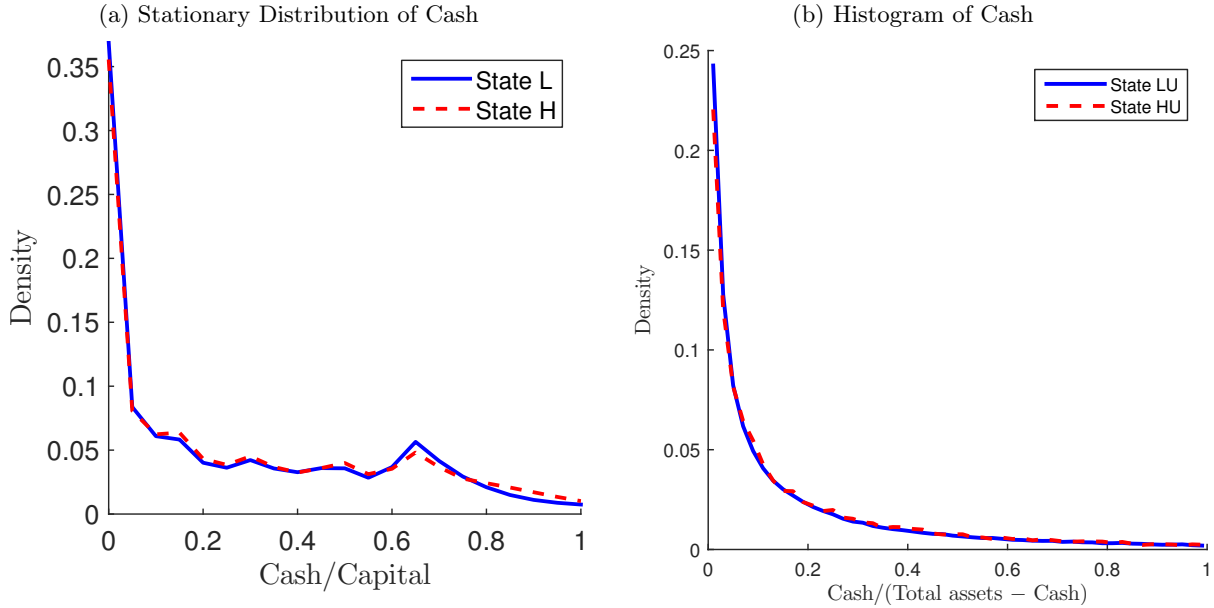 (a) Stationary Distribution of Cash
0.35
0.3
0.25
0.2
0.15
0.1
0.05
0
Density
State L
State H
0 0.2 0.4 0.6 0.8 1
Cash/Capital
(b) Histogram of Cash
0.25
0.2
0.15
0.1
0.05
0
Density
State LU
State HU
0 0.2 0.4 0.6 0.8 1
Cash/(Total assets − Cash)